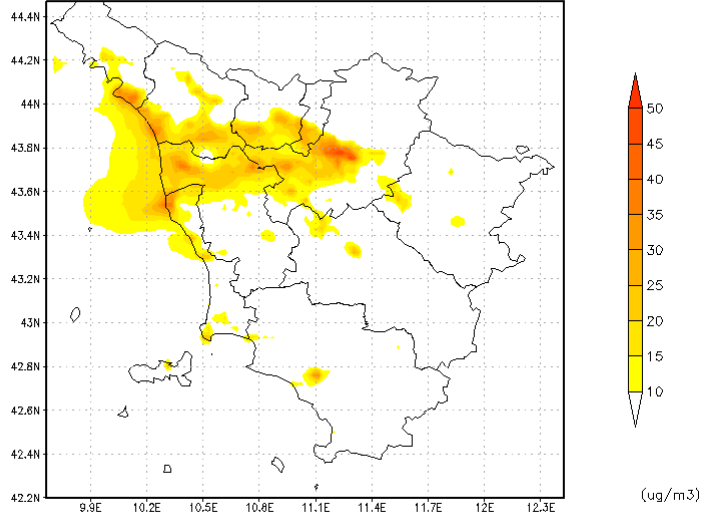 44.4N
44.2N
44N
43.8N
43.6N
43.4N
43.2N
43N
42.8N
42.6N
42.4N
42.2N
9.9E 10.2E 10.5E 10.8E 11.1E 11.4E 11.7E 12E 12.3E
50
45
40
35
30
25
20
15
10
(ug/m3)